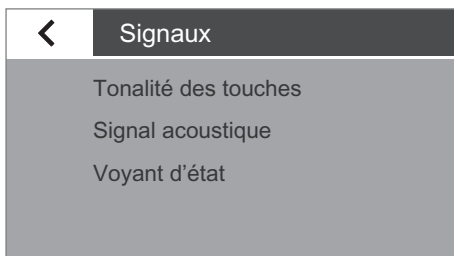 Signaux
Tonalité des touches
Signal acoustique
Voyant d’état